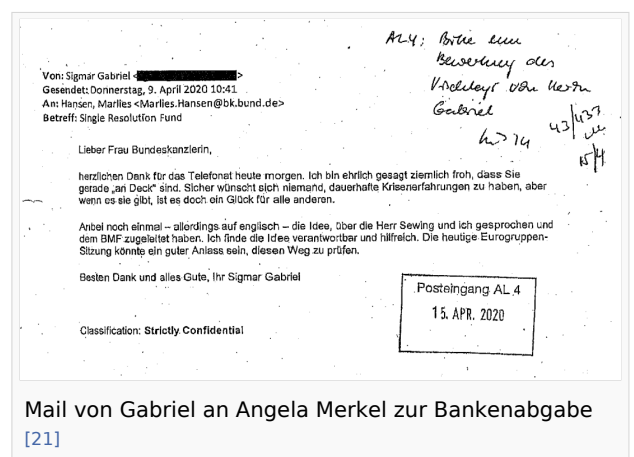 AL4: Bitte eine
Bewertung des
Vorschlags von Herrn
Gabriel
14
43/433
15/4
Von: Sigmar Gabriel < >
Gesendet: Donnerstag, 9. April 2020 10:41
An: Hansen, Marlies <Marlies.Hansen@bk.bund.de>
Betreff: Single Resolution Fund
Lieber Frau Bundeskanzlerin,
herzlichen Dank für das Telefonat heute morgen. Ich bin ehrlich gesagt ziemlich froh, dass Sie
gerade „an Deck“ sind. Sicher wünscht sich niemand, dauerhafte Krisenerfahrungen zu haben, aber
wenn es sie gibt, ist es doch ein Glück für alle anderen.
Anbei noch einmal – allerdings auf englisch – die Idee, über die Herr Sewing und ich gesprochen und
dem BMF zugeleitet haben. Ich finde die Idee verantwortbar und hilfreich. Die heutige Eurogruppen-
Sitzung könnte ein guter Anlass sein, diesen Weg zu prüfen.
Besten Dank und alles Gute, Ihr Sigmar Gabriel
Posteingang AL 4
15. APR. 2020
Classification: Strictly Confidential
Mail von Gabriel an Angela Merkel zur Bankenabgabe
[21]